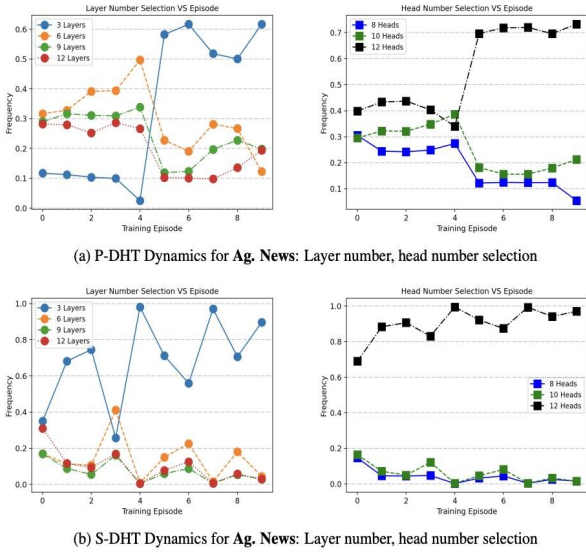 Layer Number Selection VS Episode
3 Layers
6 Layers
9 Layers
12 Layers
Frequency
0.6
0.5
0.4
0.3
0.2
0.1
0.0
0 2 4 6 8
Training Episode
Head Number Selection VS Episode
8 Heads
10 Heads
12 Heads
Frequency
0.7
0.6
0.5
0.4
0.3
0.2
0.1
0 2 4 6 8
Training Episode
(a) P-DHT Dynamics for Ag. News: Layer number, head number selection
Layer Number Selection VS Episode
3 Layers
6 Layers
9 Layers
12 Layers
Frequency
1.0
0.8
0.6
0.4
0.2
0.0
0 2 4 6 8
Training Episode
Head Number Selection VS Episode
8 Heads
10 Heads
12 Heads
Frequency
1.0
0.8
0.6
0.4
0.2
0.0
0 2 4 6 8
Training Episode
(b) S-DHT Dynamics for Ag. News: Layer number, head number selection